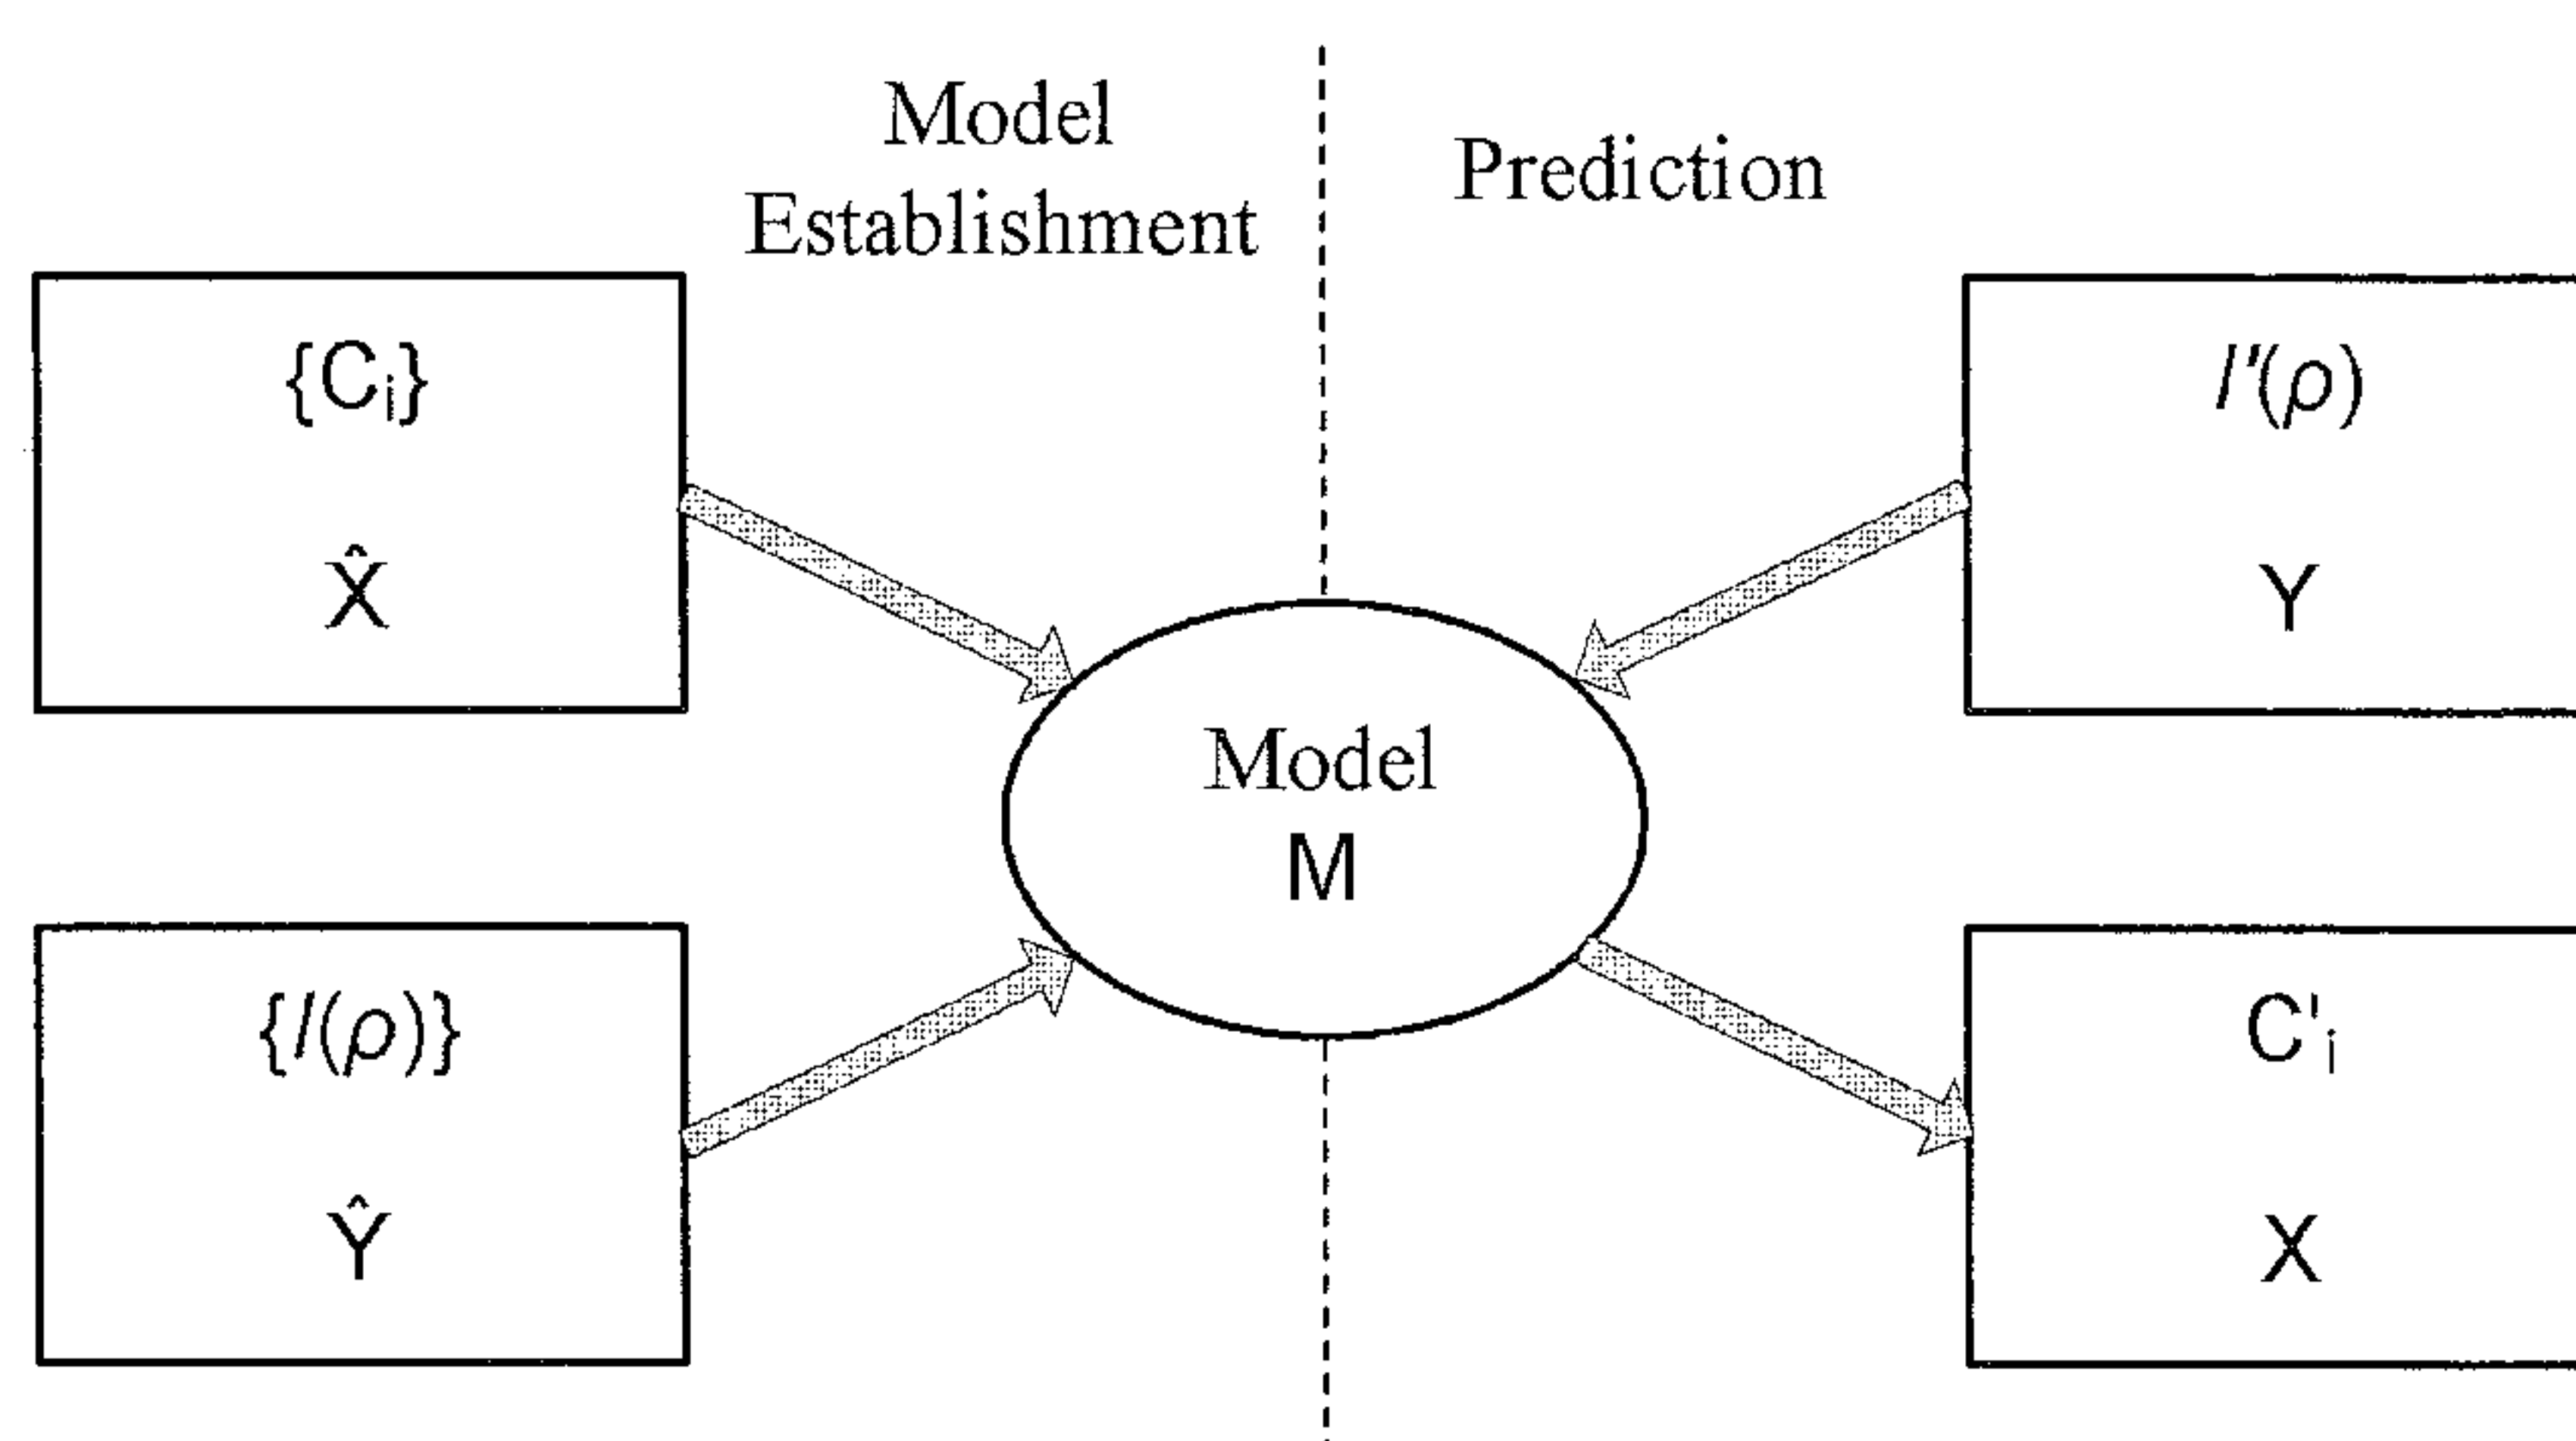 Model
Establishment
Prediction
{Cᵢ}
X̂
I'(ρ)
Y
Model
M
{I(ρ)}
Ŷ
C'ᵢ
X